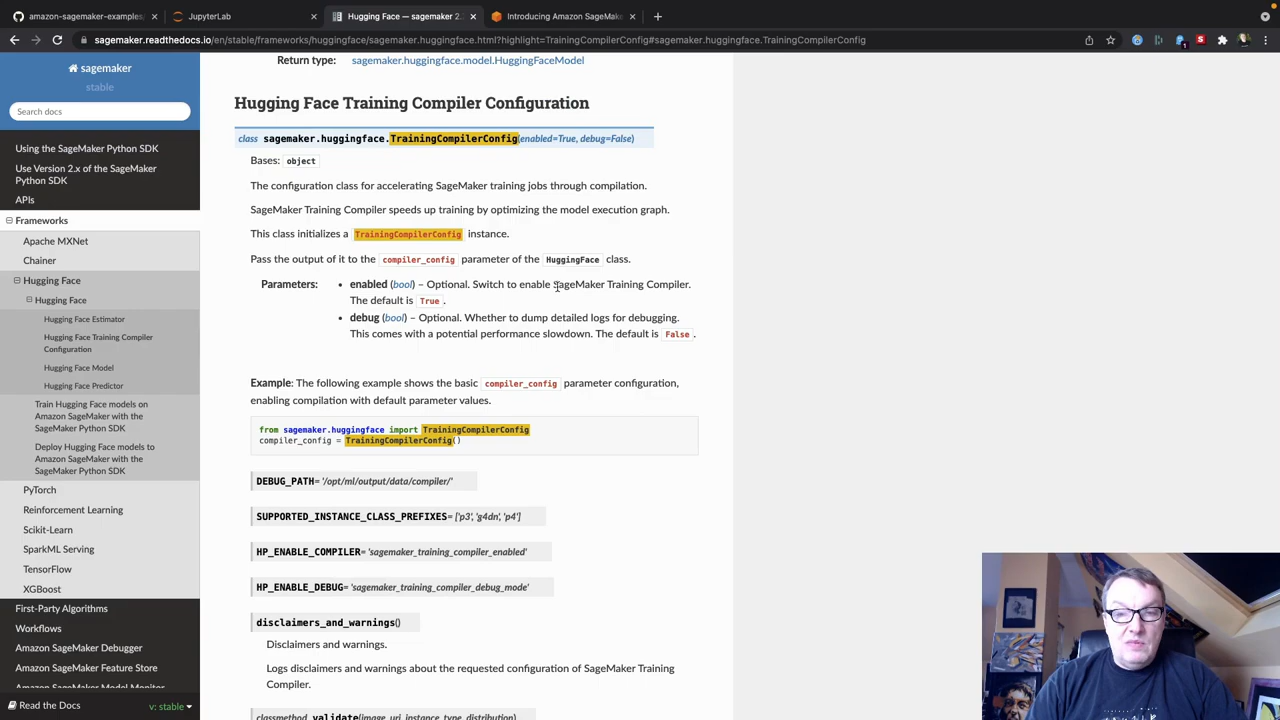 amazon-sagemaker-examples/
JupyterLab
Hugging Face — sagemaker 2.
Introducing Amazon SageMaker
sagemaker.readthedocs.io/en/stable/frameworks/huggingface/sagemaker.huggingface.html?highlight=TrainingCompilerConfig#sagemaker.huggingface.TrainingCompilerConfig
sagemaker
stable
Search docs
Using the SageMaker Python SDK
Use Version 2.x of the SageMaker
Python SDK
APIs
Frameworks
Apache MXNet
Chainer
Hugging Face
Hugging Face
Hugging Face Estimator
Hugging Face Training Compiler
Configuration
Hugging Face Model
Hugging Face Predictor
Train Hugging Face models on
Amazon SageMaker with the
SageMaker Python SDK
Deploy Hugging Face models to
Amazon SageMaker with the
SageMaker Python SDK
PyTorch
Reinforcement Learning
Scikit-Learn
SparkML Serving
TensorFlow
XGBoost
First-Party Algorithms
Workflows
Amazon SageMaker Debugger
Amazon SageMaker Feature Store
Amazon SageMaker Model Monitor
Read the Docs
v: stable
Return type: sagemaker.huggingface.model.HuggingFaceModel
Hugging Face Training Compiler Configuration
class sagemaker.huggingface.TrainingCompilerConfig(enabled=True, debug=False)
Bases: object
The configuration class for accelerating SageMaker training jobs through compilation.
SageMaker Training Compiler speeds up training by optimizing the model execution graph.
This class initializes a TrainingCompilerConfig instance.
Pass the output of it to the compiler_config parameter of the HuggingFace class.
Parameters: • enabled (bool) – Optional. Switch to enable SageMaker Training Compiler.
The default is True.
• debug (bool) – Optional. Whether to dump detailed logs for debugging.
This comes with a potential performance slowdown. The default is False.
Example: The following example shows the basic compiler_config parameter configuration,
enabling compilation with default parameter values.
from sagemaker.huggingface import TrainingCompilerConfig
compiler_config = TrainingCompilerConfig()
DEBUG_PATH= '/opt/ml/output/data/compiler/'
SUPPORTED_INSTANCE_CLASS_PREFIXES= ['p3', 'g4dn', 'p4']
HP_ENABLE_COMPILER= 'sagemaker_training_compiler_enabled'
HP_ENABLE_DEBUG= 'sagemaker_training_compiler_debug_mode'
disclaimers_and_warnings()
Disclaimers and warnings.
Logs disclaimers and warnings about the requested configuration of SageMaker Training
Compiler.
classmethod validate(image_uri, instance_type, distribution)